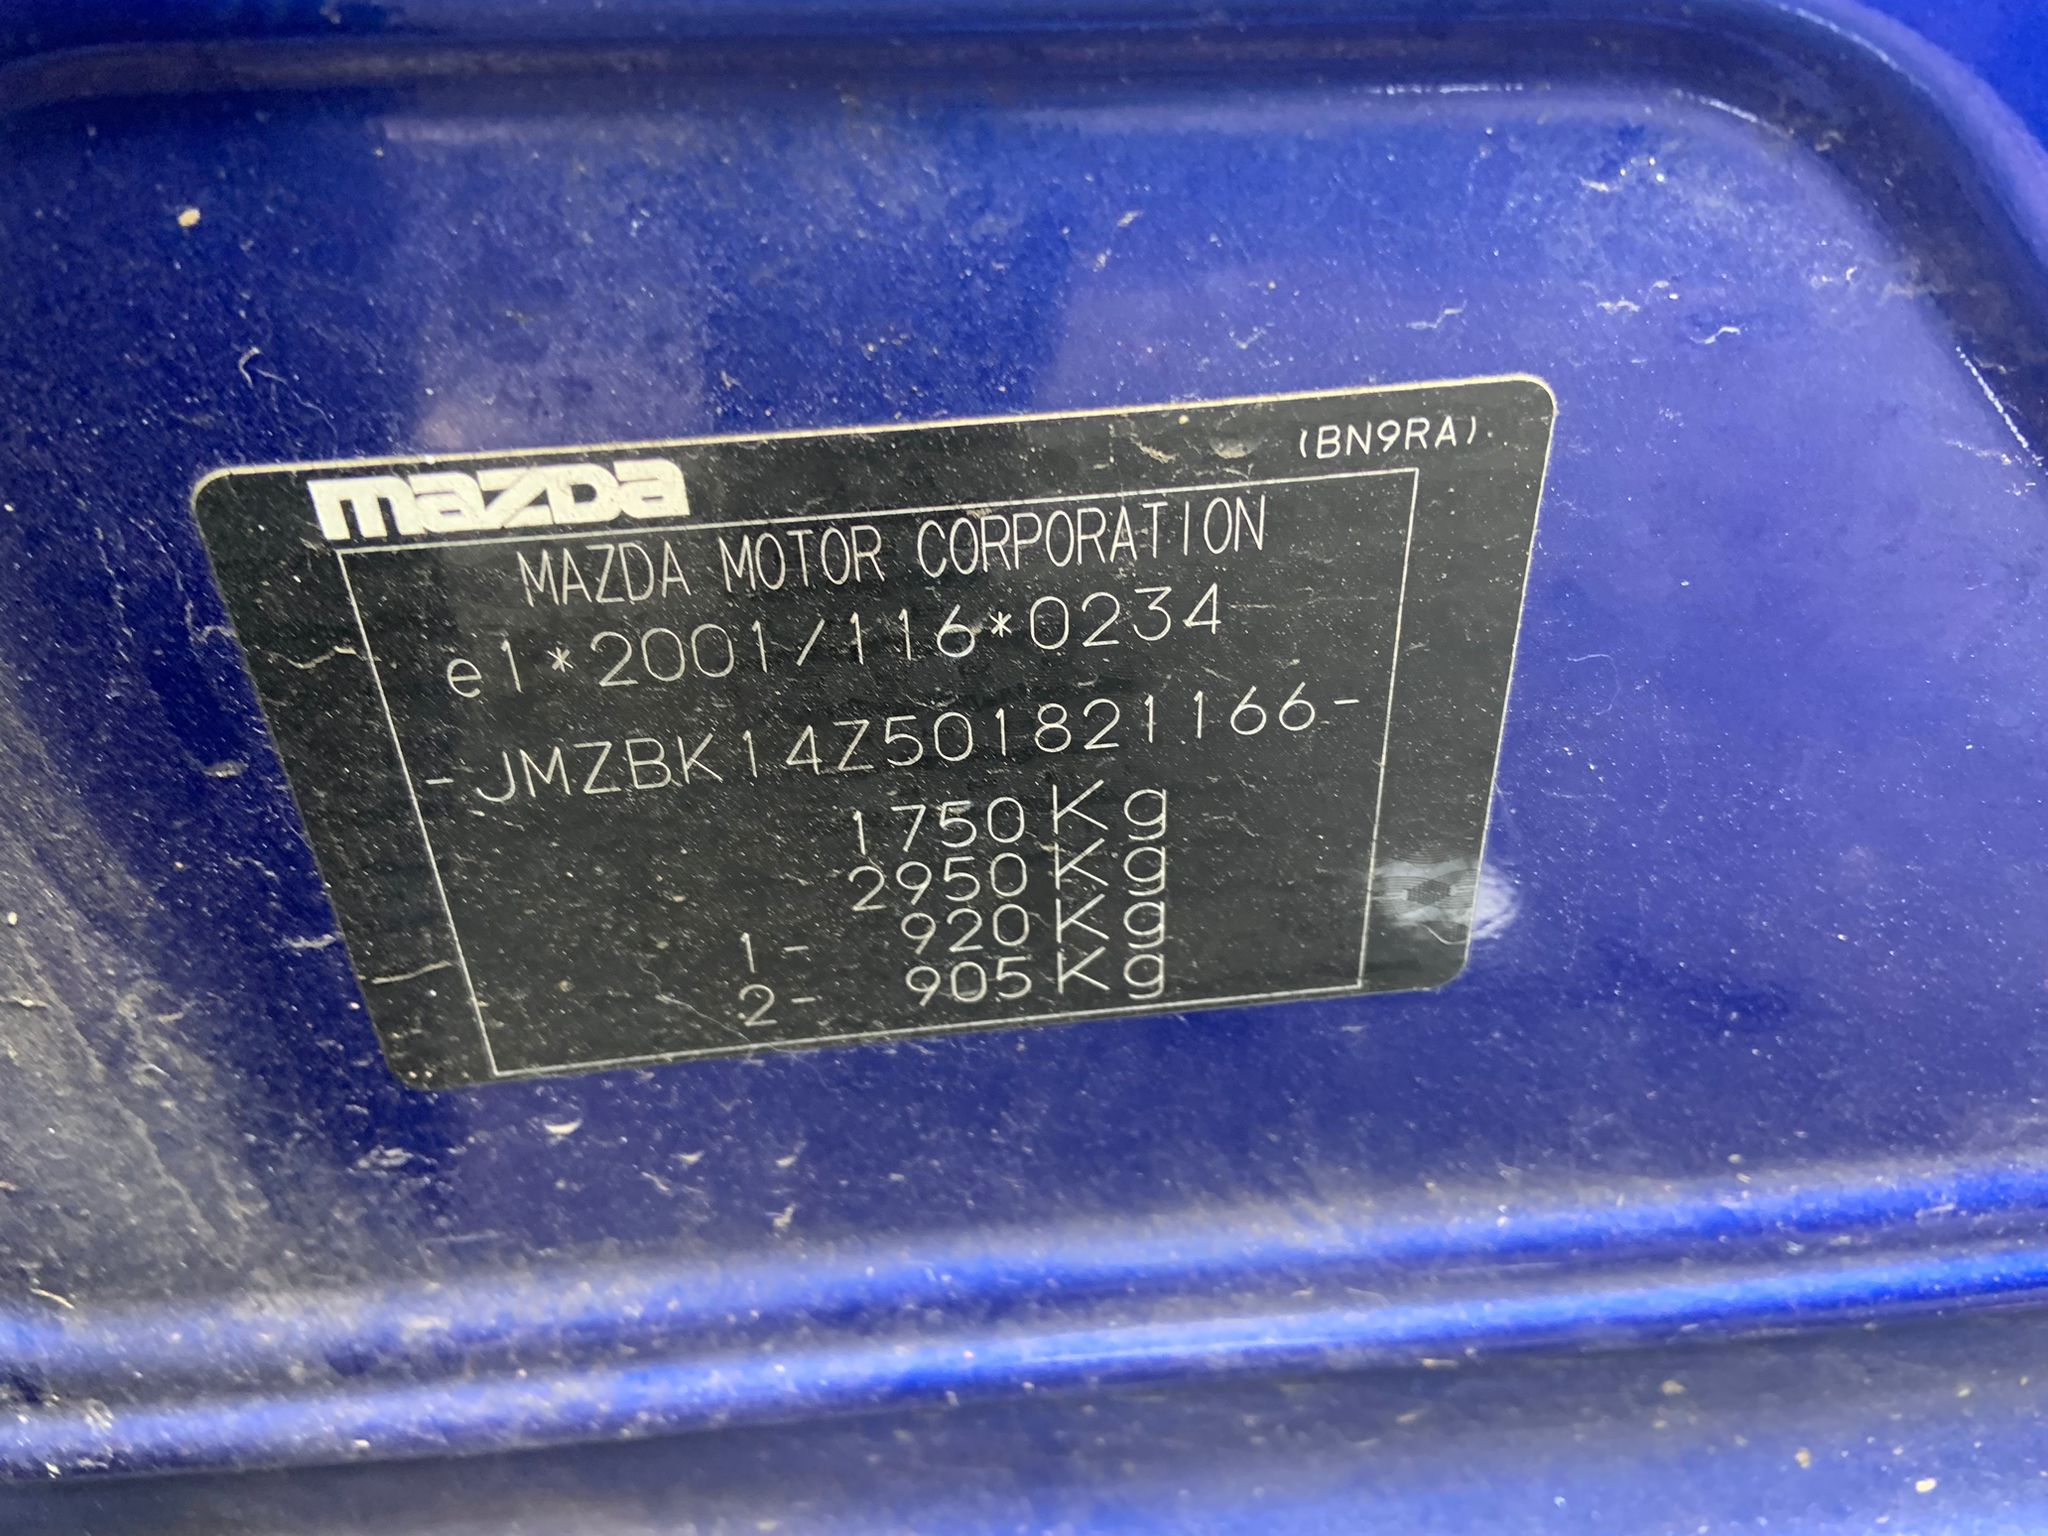 mazda (BN9RA)
MAZDA MOTOR CORPORATION
e1*2001/116*0234
-JMZBK14Z501821166-
1750Kg
2950Kg
1- 920Kg
2- 905Kg